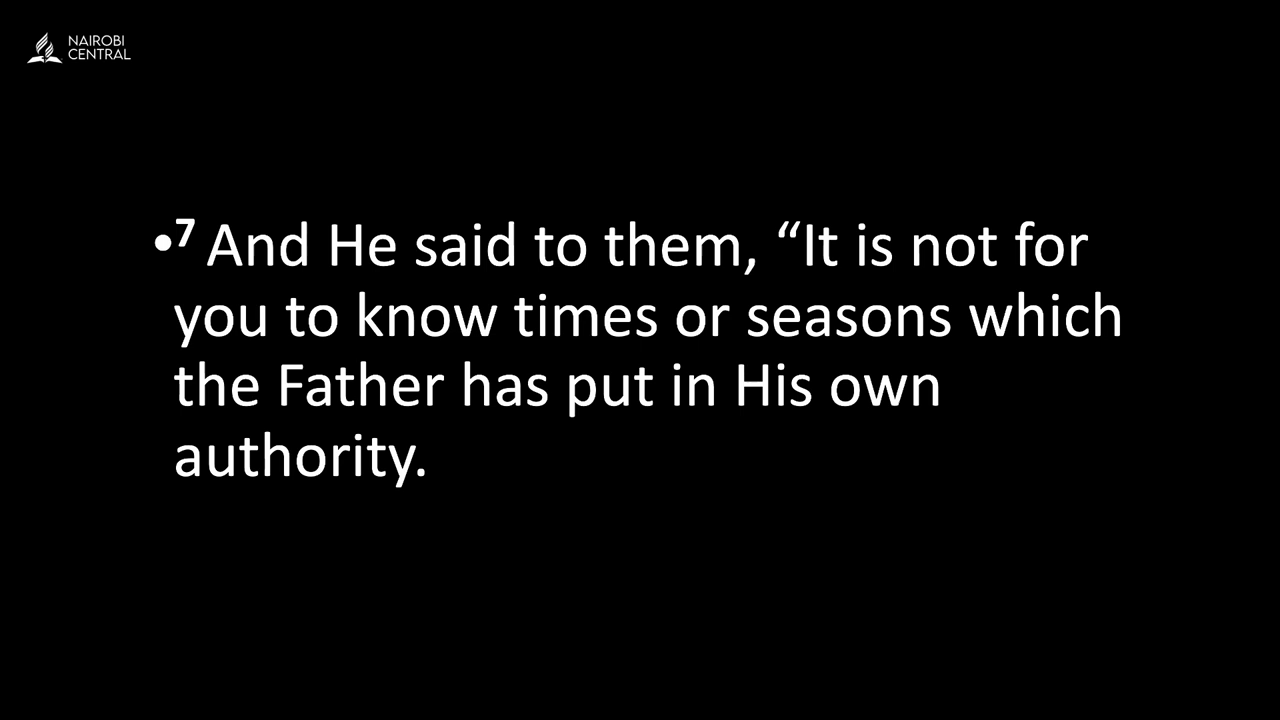 NAIROBI
CENTRAL
•7 And He said to them, “It is not for
you to know times or seasons which
the Father has put in His own
authority.